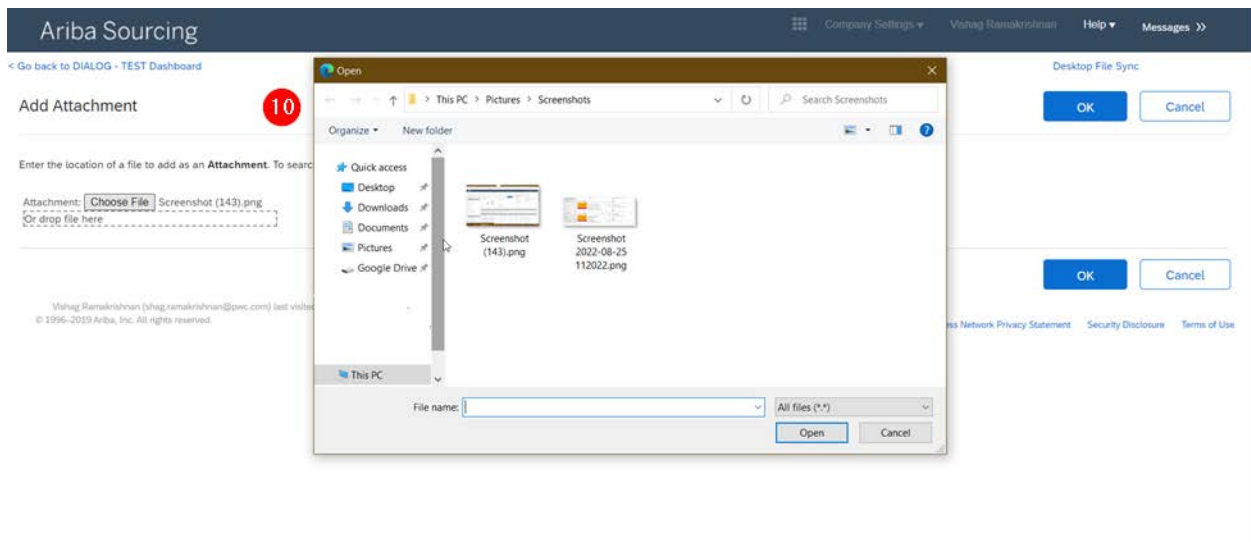 Ariba Sourcing
Company Settings ▾
Vishag Ramakrishnan
Help ▾
Messages >>
< Go back to DIALOG - TEST Dashboard
Desktop File Sync
Add Attachment
10
OK
Cancel
Enter the location of a file to add as an Attachment. To searc
Attachment: Choose File Screenshot (143).png
Or drop file here
Open
This PC > Pictures > Screenshots
Search Screenshots
Organize ▾
New folder
Quick access
Desktop
Downloads
Documents
Pictures
Google Drive
This PC
Screenshot
(143).png
Screenshot
2022-08-25
112022.png
File name:
All files (*.*)
Open
Cancel
OK
Cancel
Vishag Ramakrishnan (shag.ramakrishnan@pwc.com) last visited
© 1996–2019 Ariba, Inc. All rights reserved.
ess Network Privacy Statement
Security Disclosure
Terms of Use